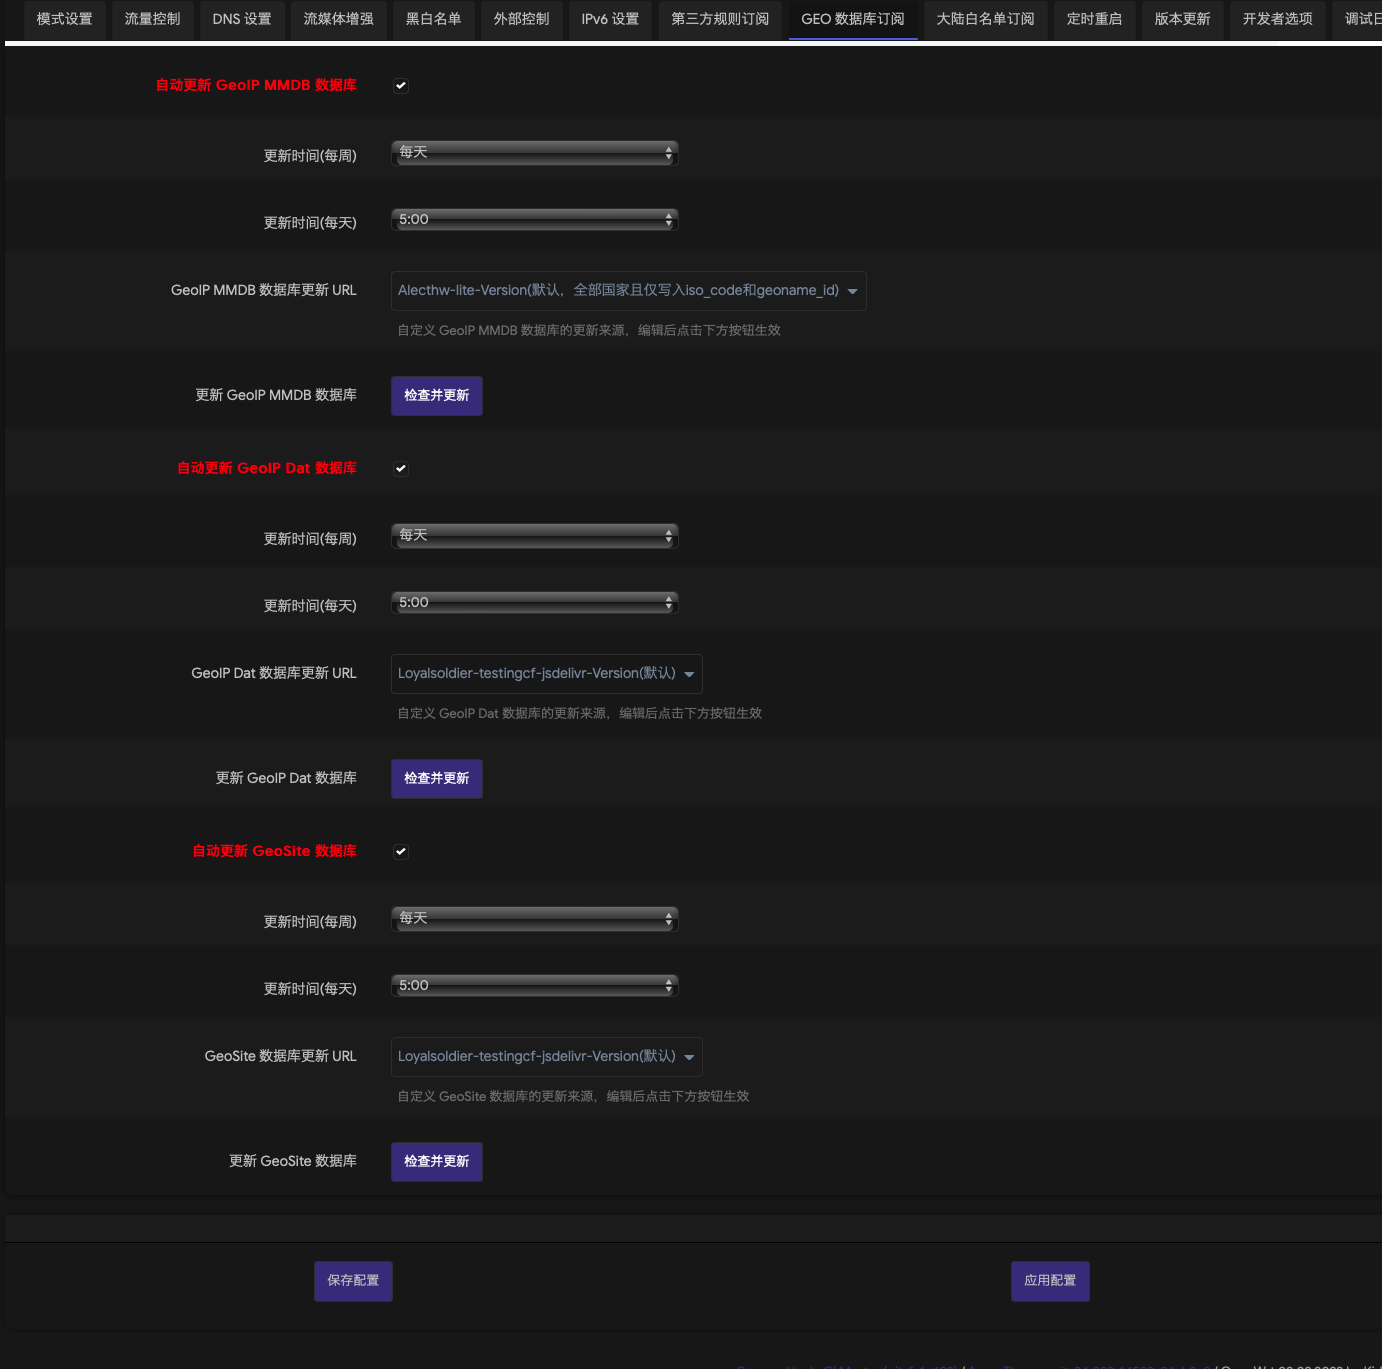 模式设置 流量控制 DNS 设置 流媒体增强 黑白名单 外部控制 IPv6 设置 第三方规则订阅 GEO 数据库订阅 大陆白名单订阅 定时重启 版本更新 开发者选项 调试
自动更新 GeoIP MMDB 数据库
更新时间(每周) 每天
更新时间(每天) 5:00
GeoIP MMDB 数据库更新 URL Alecthw-lite-Version(默认，全部国家且仅写入iso_code和geoname_id)
自定义 GeoIP MMDB 数据库的更新来源，编辑后点击下方按钮生效
更新 GeoIP MMDB 数据库 检查并更新
自动更新 GeoIP Dat 数据库
更新时间(每周) 每天
更新时间(每天) 5:00
GeoIP Dat 数据库更新 URL Loyalsoldier-testingcf-jsdelivr-Version(默认)
自定义 GeoIP Dat 数据库的更新来源，编辑后点击下方按钮生效
更新 GeoIP Dat 数据库 检查并更新
自动更新 GeoSite 数据库
更新时间(每周) 每天
更新时间(每天) 5:00
GeoSite 数据库更新 URL Loyalsoldier-testingcf-jsdelivr-Version(默认)
自定义 GeoSite 数据库的更新来源，编辑后点击下方按钮生效
更新 GeoSite 数据库 检查并更新
保存配置 应用配置